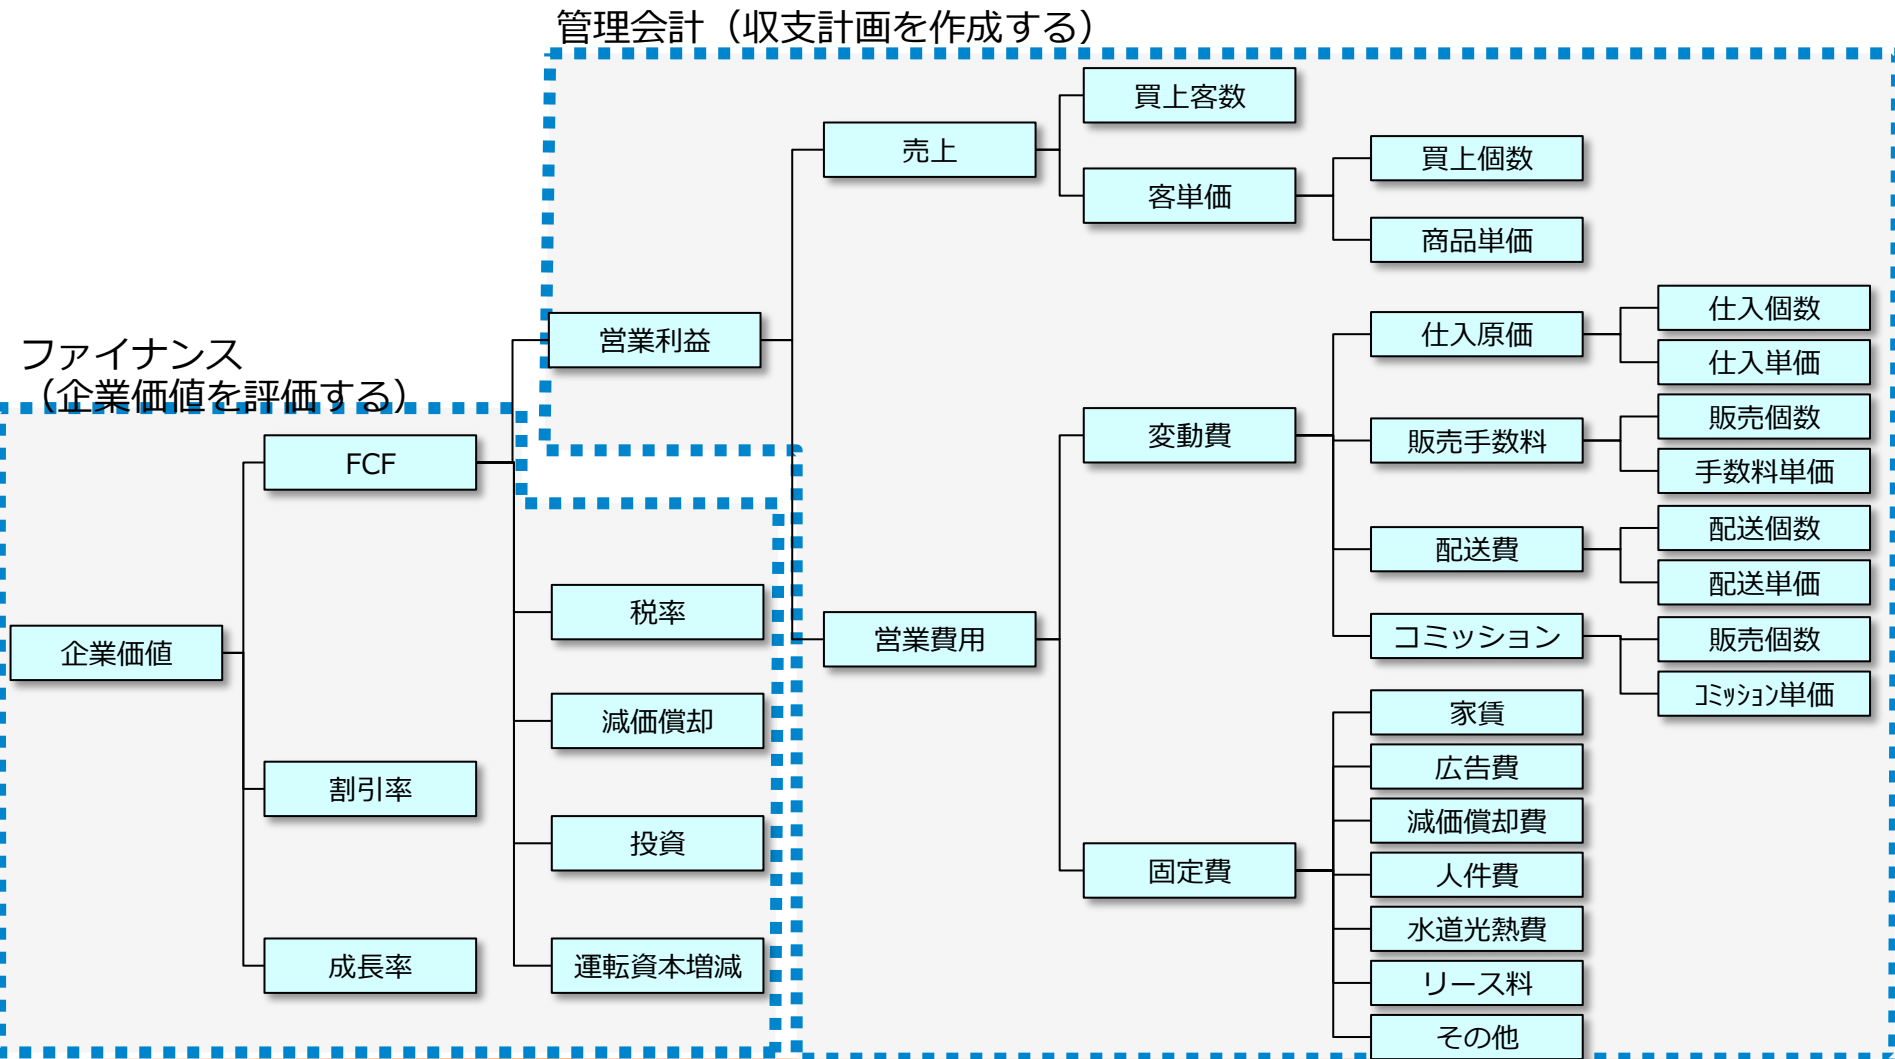 管理会計（収支計画を作成する）
買上客数
売上
買上個数
客単価
商品単価
仕入個数
営業利益
仕入原価
仕入単価
ファイナンス
（企業価値を評価する）
販売個数
FCF
変動費
販売手数料
手数料単価
配送個数
配送費
配送単価
税率
企業価値
営業費用
コミッション
販売個数
ｺﾐｯｼｮﾝ単価
減価償却
家賃
広告費
割引率
減価償却費
投資
固定費
人件費
水道光熱費
成長率
運転資本増減
リース料
その他